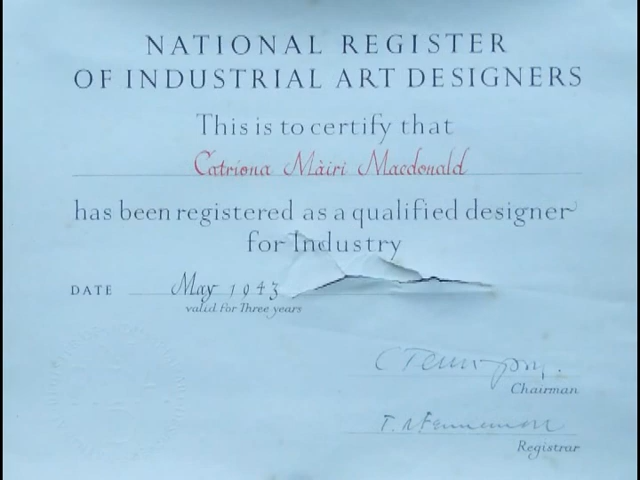 NATIONAL REGISTER
OF INDUSTRIAL ART DESIGNERS
This is to certify that
Catriona Màiri Macdonald
has been registered as a qualified designer
for Industry
DATE May 1943
valid for Three years
Chairman
Registrar